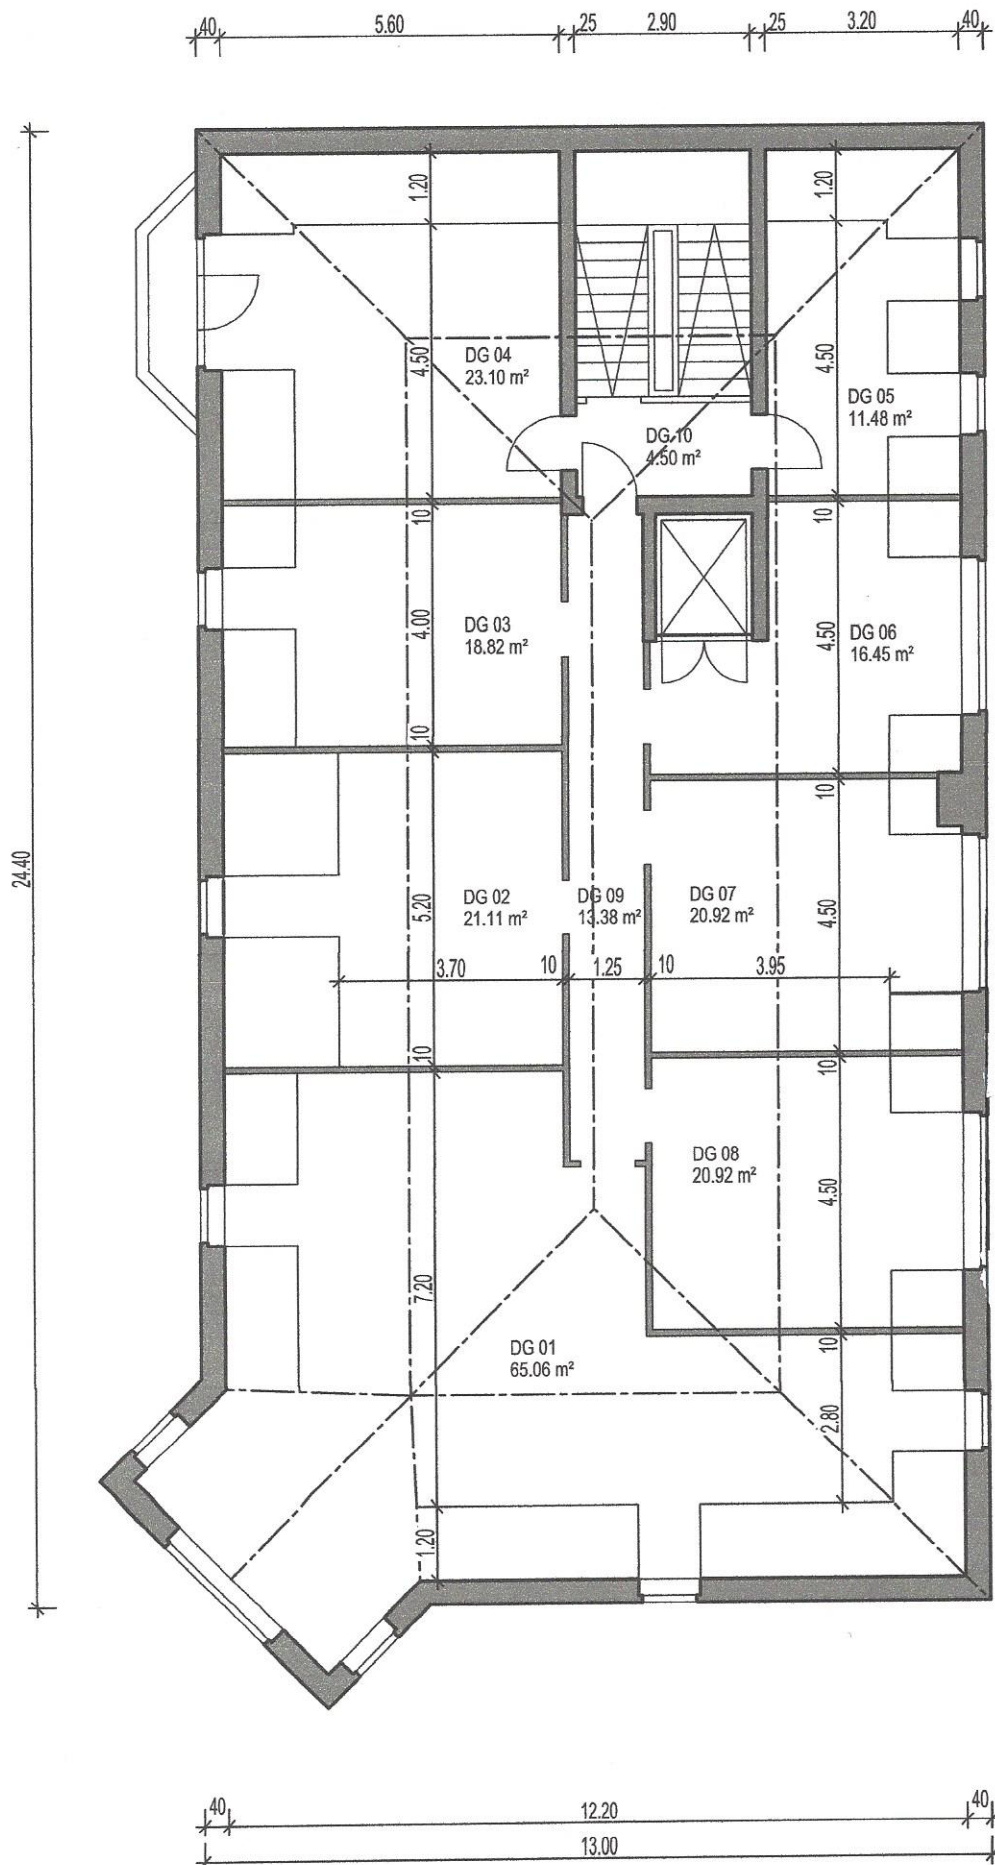 40 5.60 25 2.90 25 3.20 40
1.20 1.20
4.50 4.50
DG 04
23.10 m²
DG 05
11.48 m²
DG 10
4.50 m²
10 10
4.00 4.50
DG 03
18.82 m²
DG 06
16.45 m²
10 10
24.40
5.20 4.50
DG 02
21.11 m²
DG 09
13.38 m²
DG 07
20.92 m²
3.70 10 1.25 10 3.95
10 10
DG 08
20.92 m²
4.50
7.20
DG 01
65.06 m²
10
2.80
1.20
40 12.20 40
13.00